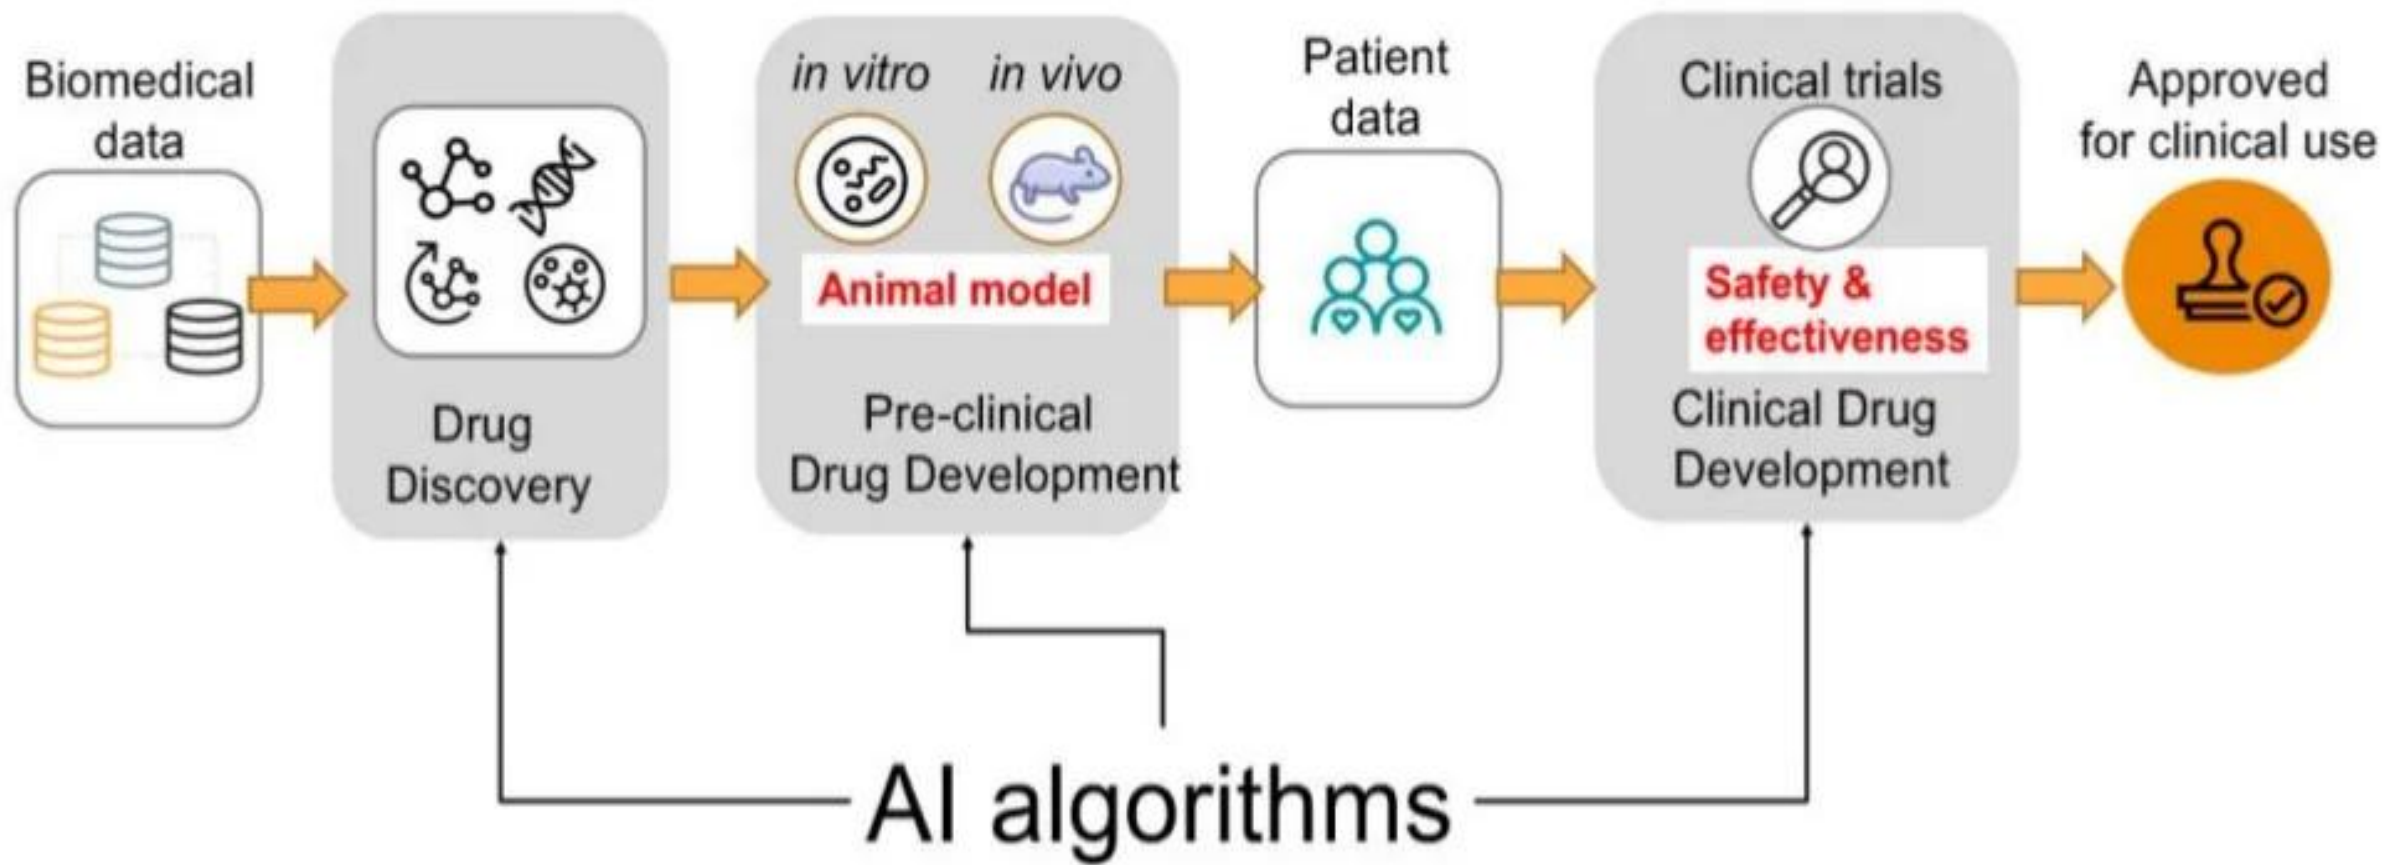 Biomedical
data
Drug
Discovery
in vitro in vivo
Animal model
Pre-clinical
Drug Development
Patient
data
Clinical trials
Safety &
effectiveness
Clinical Drug
Development
Approved
for clinical use
AI algorithms